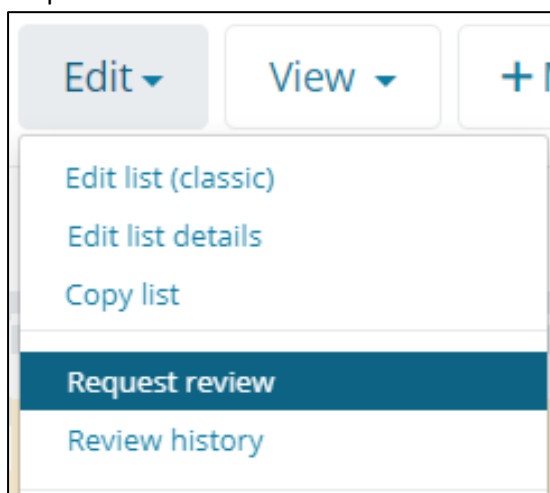 Edit View +
Edit list (classic)
Edit list details
Copy list
Request review
Review history